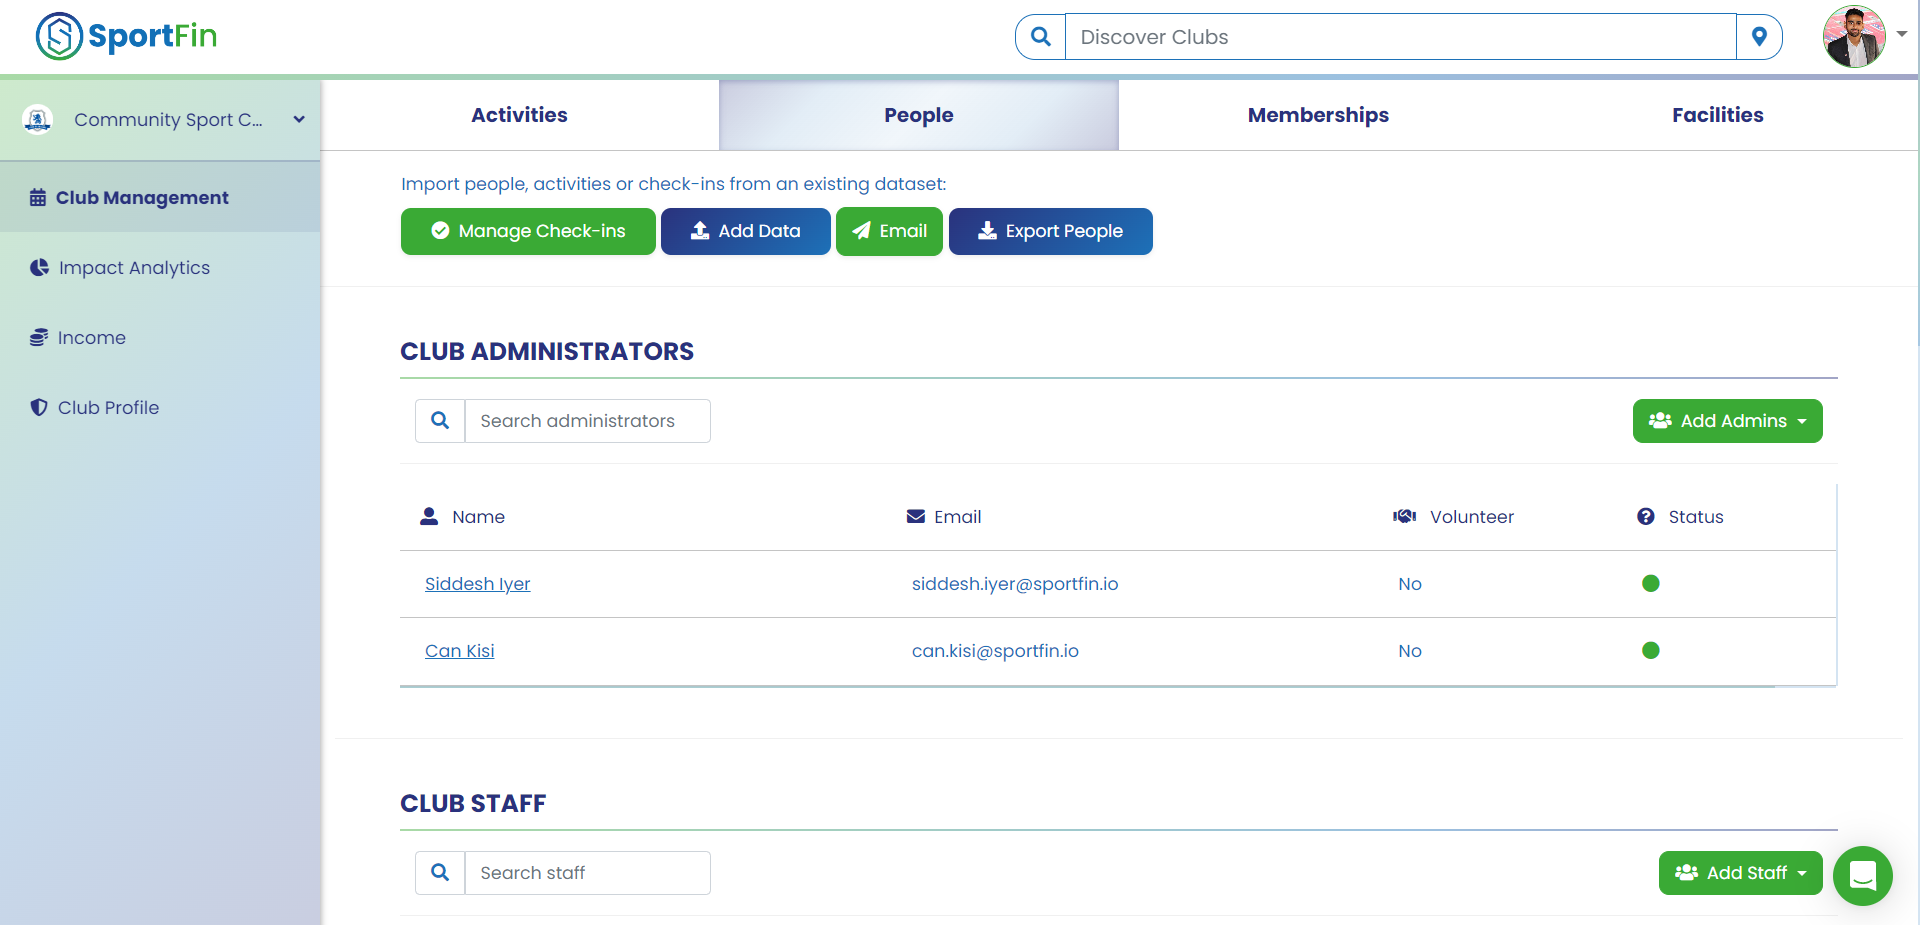 SportFin
Discover Clubs
Community Sport C...
Activities
People
Memberships
Facilities
Club Management
Impact Analytics
Income
Club Profile
Import people, activities or check-ins from an existing dataset:
Manage Check-ins
Add Data
Email
Export People
CLUB ADMINISTRATORS
Search administrators
Add Admins
Name
Email
Volunteer
Status
Siddesh Iyer
siddesh.iyer@sportfin.io
No
Can Kisi
can.kisi@sportfin.io
No
CLUB STAFF
Search staff
Add Staff